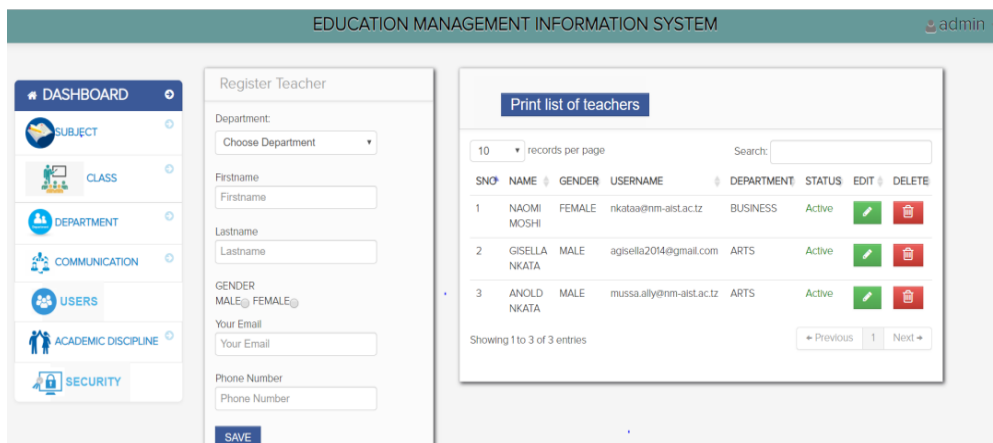 EDUCATION MANAGEMENT INFORMATION SYSTEM
admin
DASHBOARD
SUBJECT
CLASS
DEPARTMENT
COMMUNICATION
USERS
ACADEMIC DISCIPLINE
SECURITY
Register Teacher
Department:
Choose Department
Firstname
Firstname
Lastname
Lastname
GENDER
MALE FEMALE
Your Email
Your Email
Phone Number
Phone Number
SAVE
Print list of teachers
10 records per page Search:
SNO NAME GENDER USERNAME DEPARTMENT STATUS EDIT DELETE
1 NAOMI MOSHI FEMALE nkataa@nm-aist.ac.tz BUSINESS Active
2 GISELLA NKATA MALE agisella2014@gmail.com ARTS Active
3 ANOLD NKATA MALE mussa.ally@nm-aist.ac.tz ARTS Active
Showing 1 to 3 of 3 entries
← Previous 1 Next →